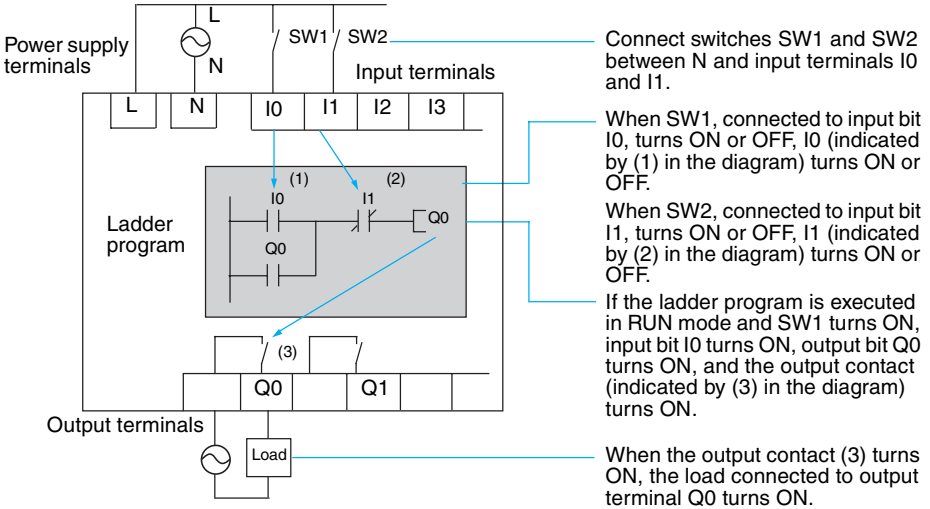 Power supply
terminals
L
N
SW1
SW2
Input terminals
L
N
I0
I1
I2
I3
Ladder
program
(1)
(2)
I0
I1
Q0
Q0
(3)
Q0
Q1
Output terminals
Load
Connect switches SW1 and SW2
between N and input terminals I0
and I1.
When SW1, connected to input bit
I0, turns ON or OFF, I0 (indicated
by (1) in the diagram) turns ON or
OFF.
When SW2, connected to input bit
I1, turns ON or OFF, I1 (indicated
by (2) in the diagram) turns ON or
OFF.
If the ladder program is executed
in RUN mode and SW1 turns ON,
input bit I0 turns ON, output bit Q0
turns ON, and the output contact
(indicated by (3) in the diagram)
turns ON.
When the output contact (3) turns
ON, the load connected to output
terminal Q0 turns ON.